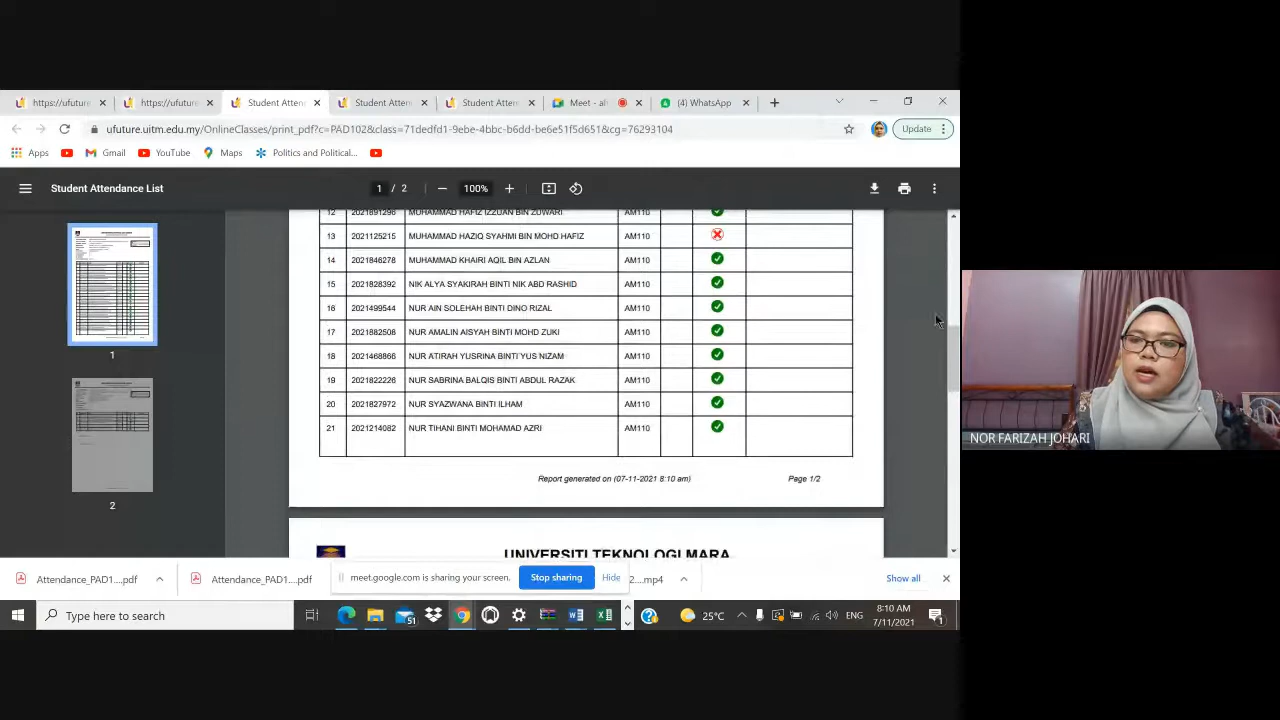 https://ufuture
https://ufuture
Student Atten
Student Atten
Student Atten
Meet - al
(4) WhatsApp
ufuture.uitm.edu.my/OnlineClasses/print_pdf?c=PAD102&class=71dedfd1-9ebe-4bbc-b6dd-be6e51f5d651&cg=76293104
Update
Apps
Gmail
YouTube
Maps
Politics and Political...
Student Attendance List
1 / 2
100%
12 2021891296 MUHAMMAD HAFIZ IZZUAN BIN ZUWARI AM110
13 2021125215 MUHAMMAD HAZIQ SYAHMI BIN MOHD HAFIZ AM110
14 2021846278 MUHAMMAD KHAIRI AQIL BIN AZLAN AM110
15 2021828392 NIK ALYA SYAKIRAH BINTI NIK ABD RASHID AM110
16 2021499544 NUR AIN SOLEHAH BINTI DINO RIZAL AM110
17 2021882508 NUR AMALIN AISYAH BINTI MOHD ZUKI AM110
18 2021468866 NUR ATIRAH YUSRINA BINTI YUS NIZAM AM110
19 2021822226 NUR SABRINA BALQIS BINTI ABDUL RAZAK AM110
20 2021827972 NUR SYAZWANA BINTI ILHAM AM110
21 2021214082 NUR TIHANI BINTI MOHAMAD AZRI AM110
Report generated on (07-11-2021 8:10 am)
Page 1/2
UNIVERSITI TEKNOLOGI MARA
1
2
NOR FARIZAH JOHARI
Attendance_PAD1....pdf
Attendance_PAD1....pdf
meet.google.com is sharing your screen.
Stop sharing
Hide
2....mp4
Show all
Type here to search
51
25°C
ENG
8:10 AM
7/11/2021
1